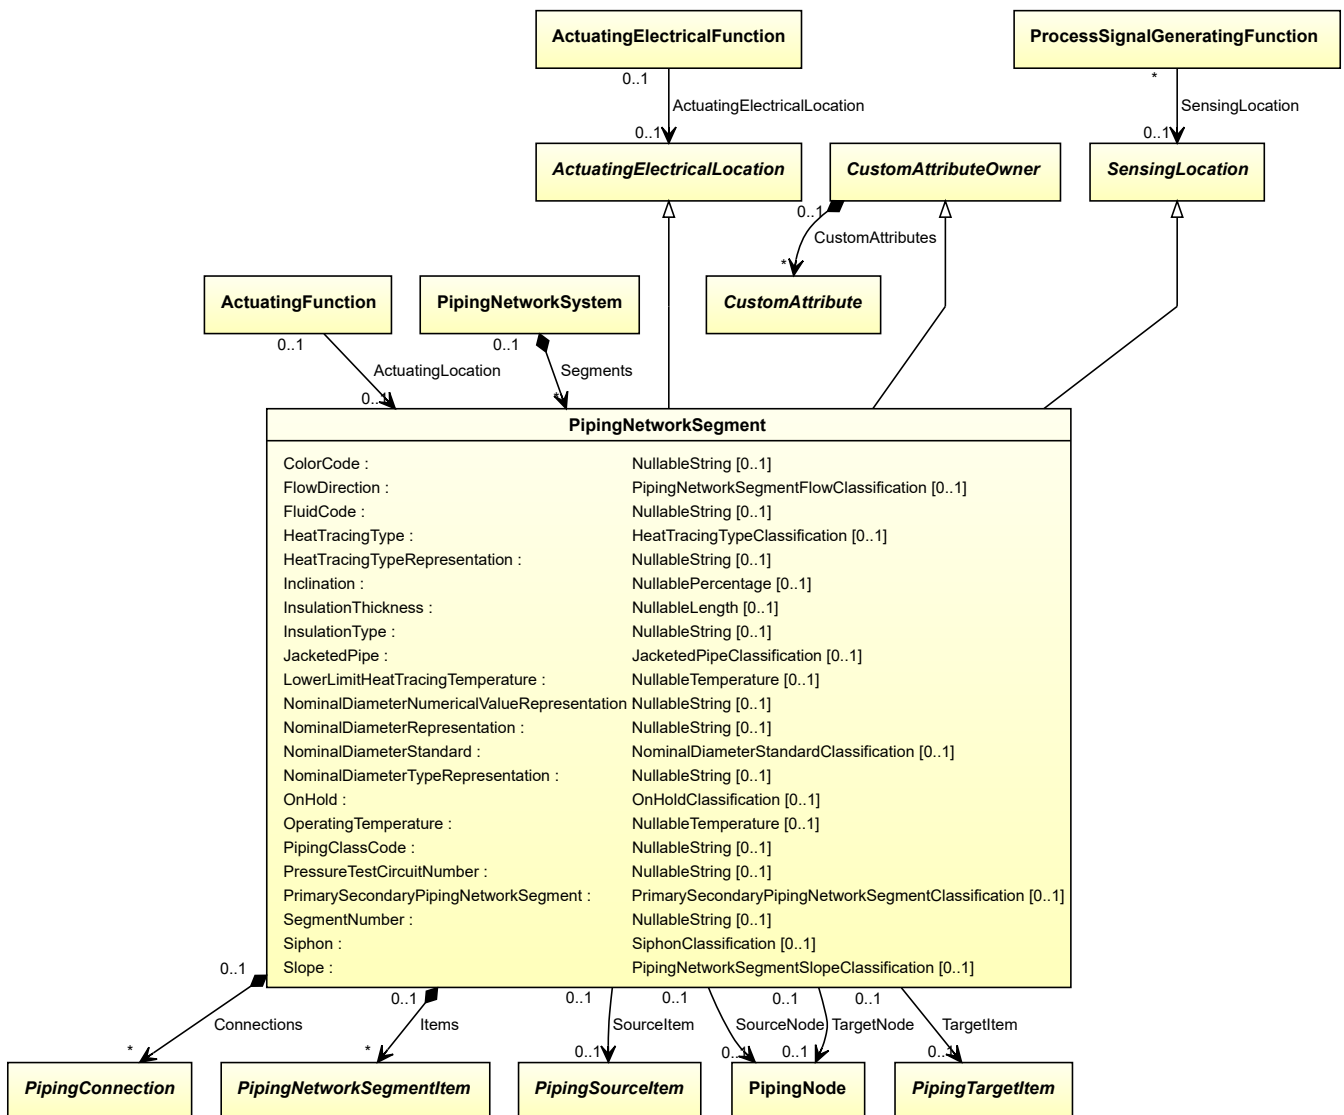 ActuatingElectricalFunction
ProcessSignalGeneratingFunction
0..1
*
ActuatingElectricalLocation
SensingLocation
0..1
0..1
ActuatingElectricalLocation
CustomAttributeOwner
SensingLocation
0..1
CustomAttributes
*
ActuatingFunction
PipingNetworkSystem
CustomAttribute
0..1
0..1
ActuatingLocation
Segments
0..1
*
PipingNetworkSegment
ColorCode : NullableString [0..1]
FlowDirection : PipingNetworkSegmentFlowClassification [0..1]
FluidCode : NullableString [0..1]
HeatTracingType : HeatTracingTypeClassification [0..1]
HeatTracingTypeRepresentation : NullableString [0..1]
Inclination : NullablePercentage [0..1]
InsulationThickness : NullableLength [0..1]
InsulationType : NullableString [0..1]
JacketedPipe : JacketedPipeClassification [0..1]
LowerLimitHeatTracingTemperature : NullableTemperature [0..1]
NominalDiameterNumericalValueRepresentation NullableString [0..1]
NominalDiameterRepresentation : NullableString [0..1]
NominalDiameterStandard : NominalDiameterStandardClassification [0..1]
NominalDiameterTypeRepresentation : NullableString [0..1]
OnHold : OnHoldClassification [0..1]
OperatingTemperature : NullableTemperature [0..1]
PipingClassCode : NullableString [0..1]
PressureTestCircuitNumber : NullableString [0..1]
PrimarySecondaryPipingNetworkSegment : PrimarySecondaryPipingNetworkSegmentClassification [0..1]
SegmentNumber : NullableString [0..1]
Siphon : SiphonClassification [0..1]
Slope : PipingNetworkSegmentSlopeClassification [0..1]
0..1
0..1
0..1
0..1
0..1
0..1
Connections
Items
SourceItem
SourceNode
TargetNode
TargetItem
*
*
0..1
0..1
0..1
0..1
PipingConnection
PipingNetworkSegmentItem
PipingSourceItem
PipingNode
PipingTargetItem